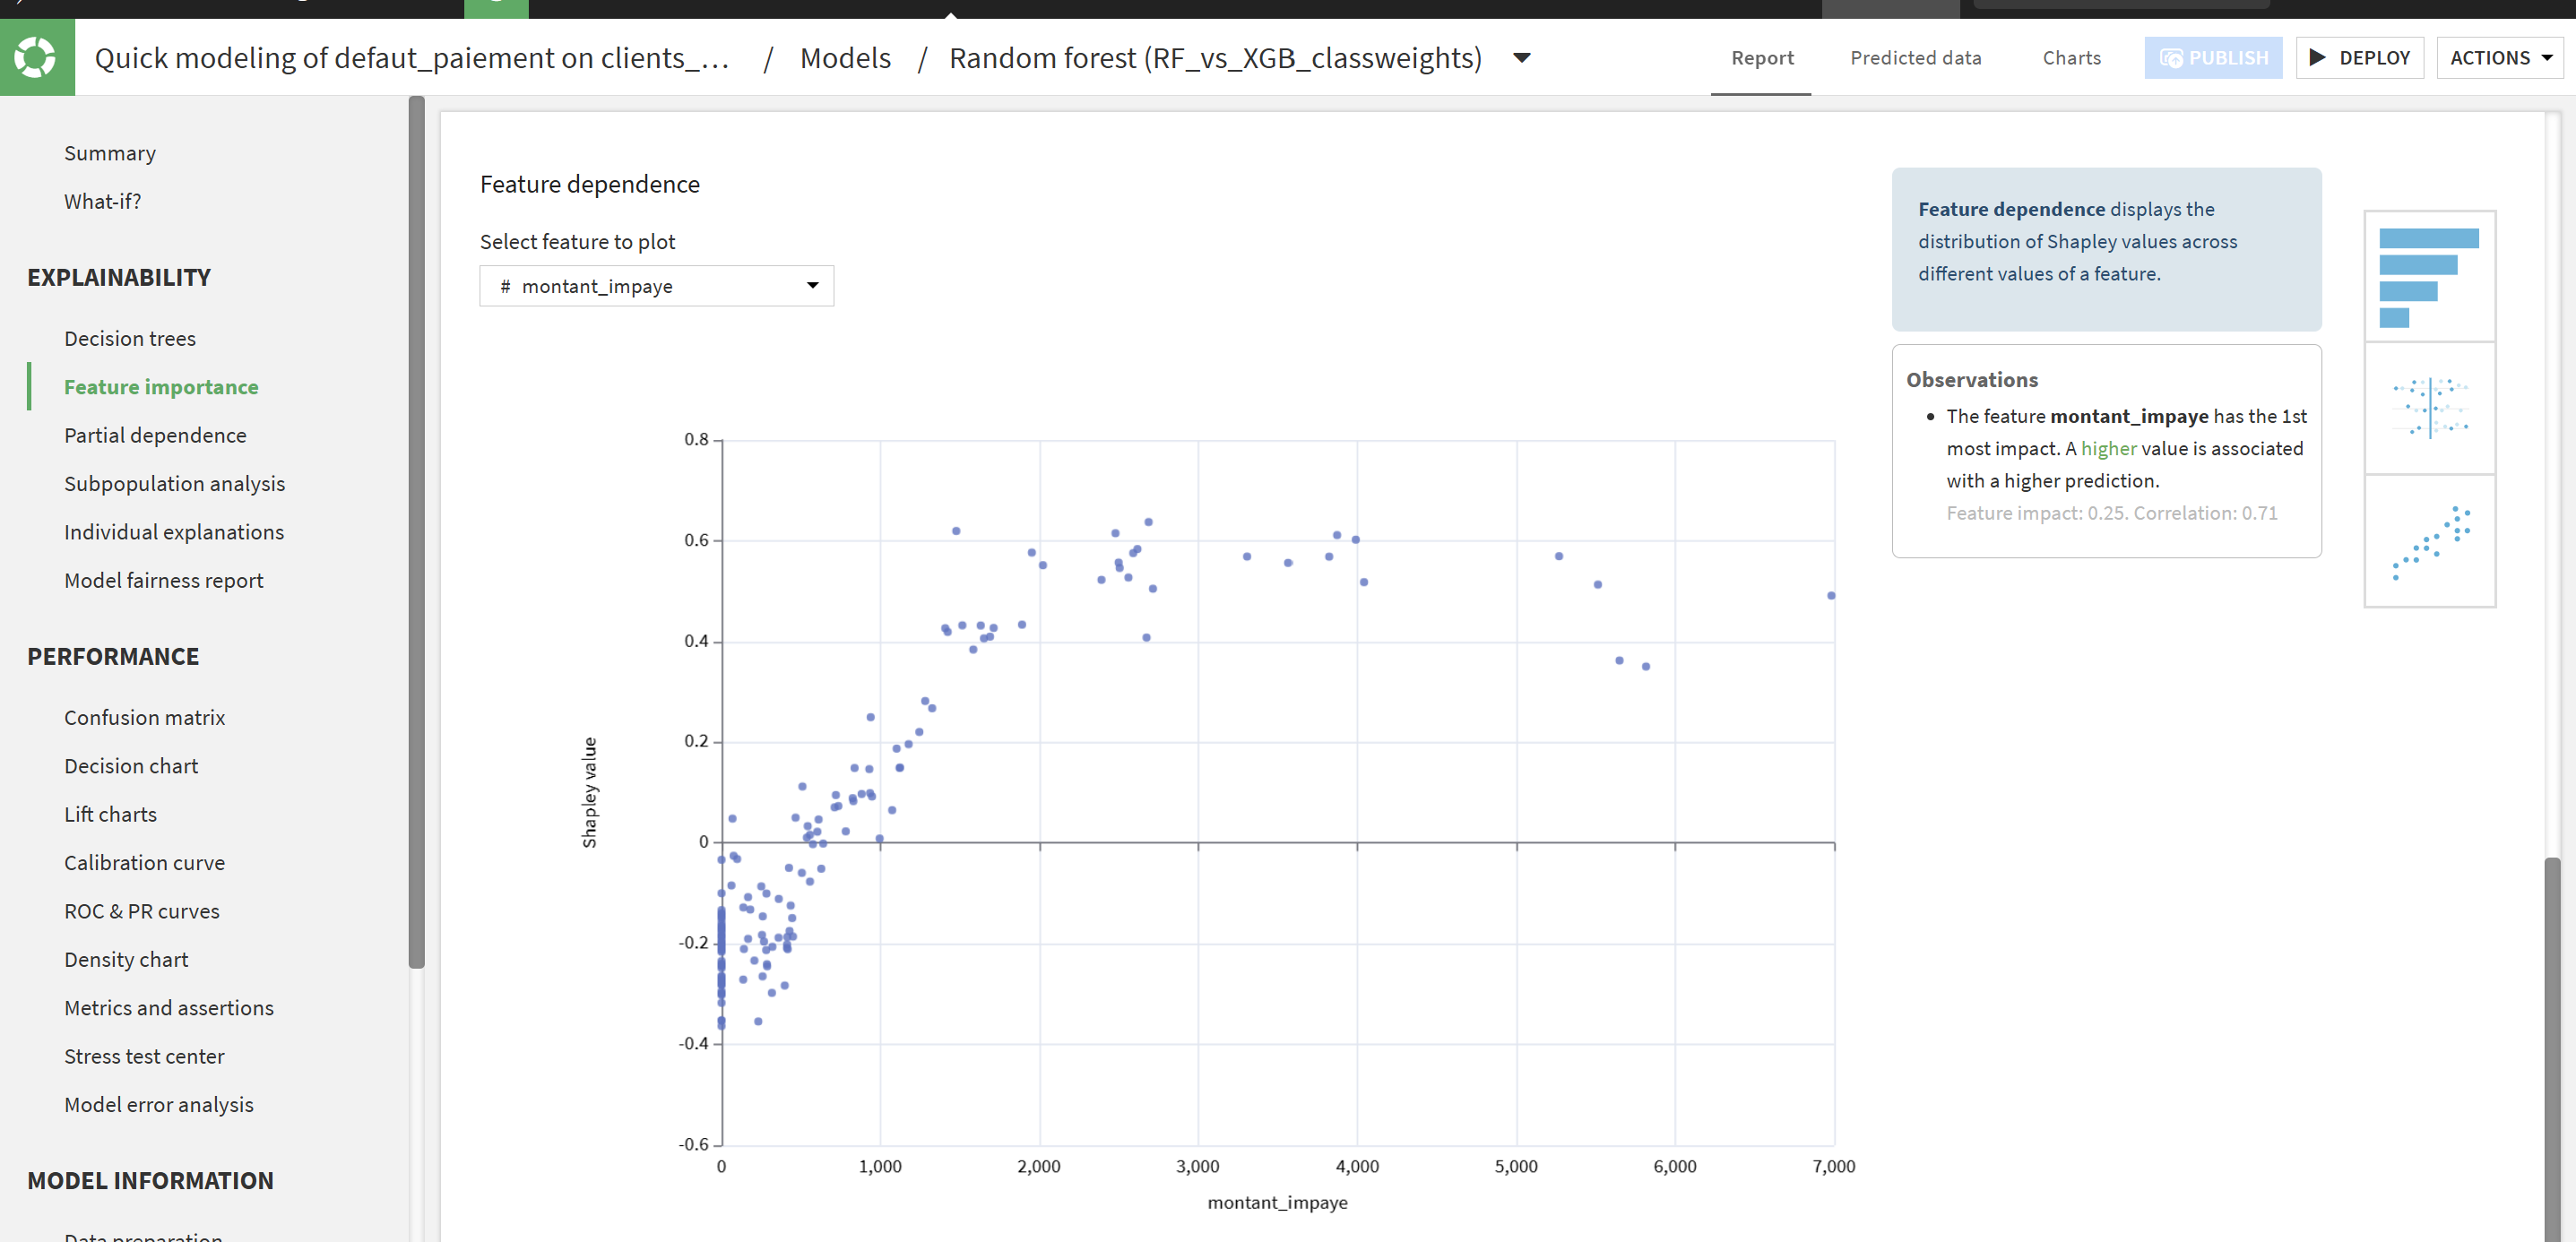 Quick modeling of defaut_paiement on clients_... / Models / Random forest (RF_vs_XGB_classweights)
Report
Predicted data
Charts
PUBLISH
DEPLOY
ACTIONS
Summary
What-if?
EXPLAINABILITY
Decision trees
Feature importance
Partial dependence
Subpopulation analysis
Individual explanations
Model fairness report
PERFORMANCE
Confusion matrix
Decision chart
Lift charts
Calibration curve
ROC & PR curves
Density chart
Metrics and assertions
Stress test center
Model error analysis
MODEL INFORMATION
Data preparation
Feature dependence
Select feature to plot
# montant_impaye
0.8
0.6
0.4
0.2
0
-0.2
-0.4
-0.6
Shapley value
0 1,000 2,000 3,000 4,000 5,000 6,000 7,000
montant_impaye
Feature dependence displays the
distribution of Shapley values across
different values of a feature.
Observations
• The feature montant_impaye has the 1st
most impact. A higher value is associated
with a higher prediction.
Feature impact: 0.25. Correlation: 0.71